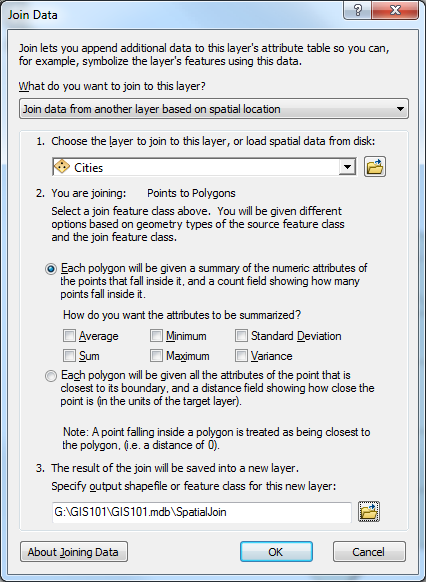 Join Data
Join lets you append additional data to this layer's attribute table so you can,
for example, symbolize the layer's features using this data.
What do you want to join to this layer?
Join data from another layer based on spatial location
1. Choose the layer to join to this layer, or load spatial data from disk:
Cities
2. You are joining: Points to Polygons
Select a join feature class above. You will be given different
options based on geometry types of the source feature class
and the join feature class.
Each polygon will be given a summary of the numeric attributes of
the points that fall inside it, and a count field showing how many
points fall inside it.
How do you want the attributes to be summarized?
Average Minimum Standard Deviation
Sum Maximum Variance
Each polygon will be given all the attributes of the point that is
closest to its boundary, and a distance field showing how close the
point is (in the units of the target layer).
Note: A point falling inside a polygon is treated as being closest to
the polygon, (i.e. a distance of 0).
3. The result of the join will be saved into a new layer.
Specify output shapefile or feature class for this new layer:
G:\GIS101\GIS101.mdb\SpatialJoin
About Joining Data OK Cancel